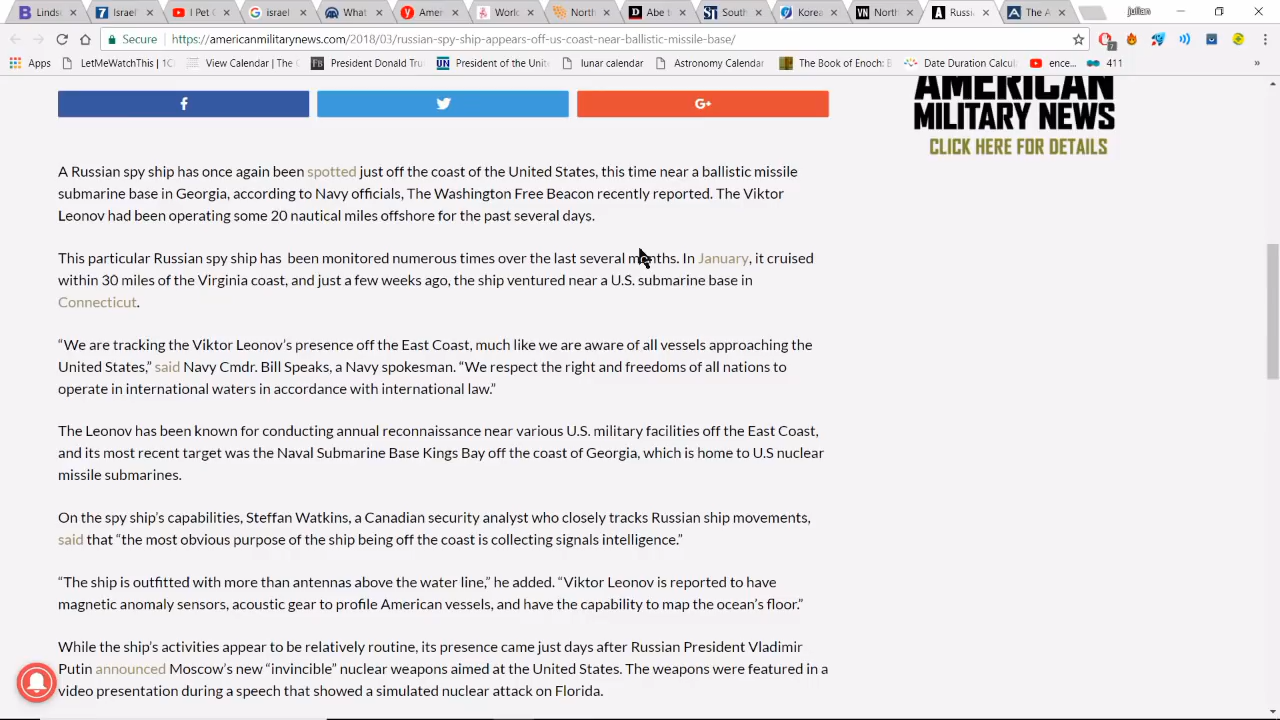 Linds
Israel
I Pet C
israel
What
Amer
World
North
Abe t
South
Korea
North
Russi
The A
julian
Secure
https://americanmilitarynews.com/2018/03/russian-spy-ship-appears-off-us-coast-near-ballistic-missile-base/
7
Apps
LetMeWatchThis | 1C
View Calendar | The C
President Donald Tru
President of the Unite
lunar calendar
Astronomy Calendar
The Book of Enoch: B
Date Duration Calcul
ence...
411
»
AMERICAN
MILITARY NEWS
CLICK HERE FOR DETAILS
G+
A Russian spy ship has once again been spotted just off the coast of the United States, this time near a ballistic missile
submarine base in Georgia, according to Navy officials, The Washington Free Beacon recently reported. The Viktor
Leonov had been operating some 20 nautical miles offshore for the past several days.
This particular Russian spy ship has been monitored numerous times over the last several months. In January, it cruised
within 30 miles of the Virginia coast, and just a few weeks ago, the ship ventured near a U.S. submarine base in
Connecticut.
“We are tracking the Viktor Leonov’s presence off the East Coast, much like we are aware of all vessels approaching the
United States,” said Navy Cmdr. Bill Speaks, a Navy spokesman. “We respect the right and freedoms of all nations to
operate in international waters in accordance with international law.”
The Leonov has been known for conducting annual reconnaissance near various U.S. military facilities off the East Coast,
and its most recent target was the Naval Submarine Base Kings Bay off the coast of Georgia, which is home to U.S nuclear
missile submarines.
On the spy ship’s capabilities, Steffan Watkins, a Canadian security analyst who closely tracks Russian ship movements,
said that “the most obvious purpose of the ship being off the coast is collecting signals intelligence.”
“The ship is outfitted with more than antennas above the water line,” he added. “Viktor Leonov is reported to have
magnetic anomaly sensors, acoustic gear to profile American vessels, and have the capability to map the ocean’s floor.”
While the ship’s activities appear to be relatively routine, its presence came just days after Russian President Vladimir
Putin announced Moscow’s new “invincible” nuclear weapons aimed at the United States. The weapons were featured in a
video presentation during a speech that showed a simulated nuclear attack on Florida.